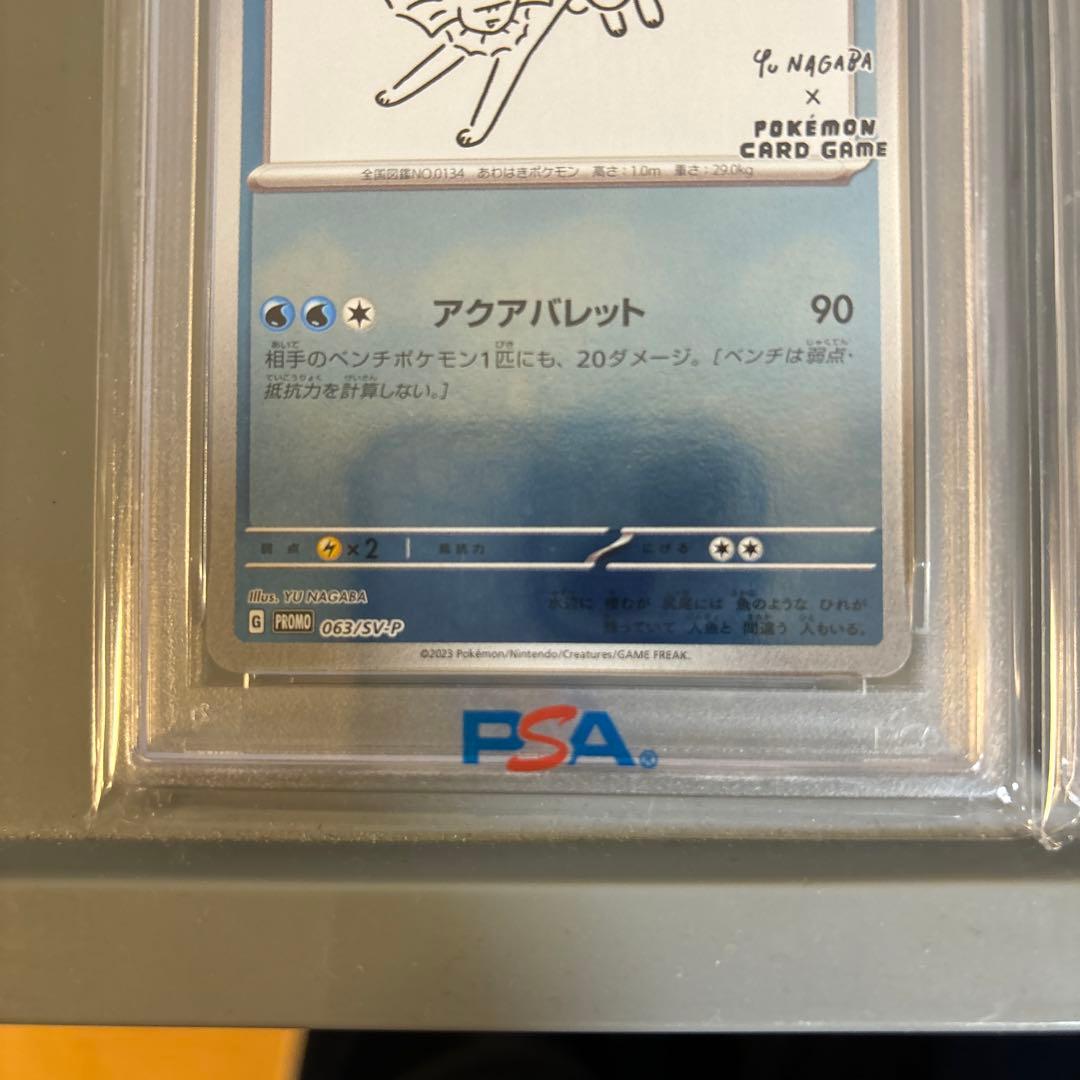 Yu NAGABA
×
POKÉMON
CARD GAME
全国図鑑NO.0134 あわはきポケモン 高さ:1.0m 重さ:29.0kg
アクアバレット 90
相手のベンチポケモン1匹にも、20ダメージ。[ベンチは弱点・
抵抗力を計算しない。]
弱点 ×2 抵抗力 にげる
Illus. YU NAGABA
水辺に 棲むが 尻尾には 魚のような ひれが
残っていて 人魚と 間違う 人もいる。
G PROMO 063/SV-P
©2023 Pokémon/Nintendo/Creatures/GAME FREAK.
PSA®